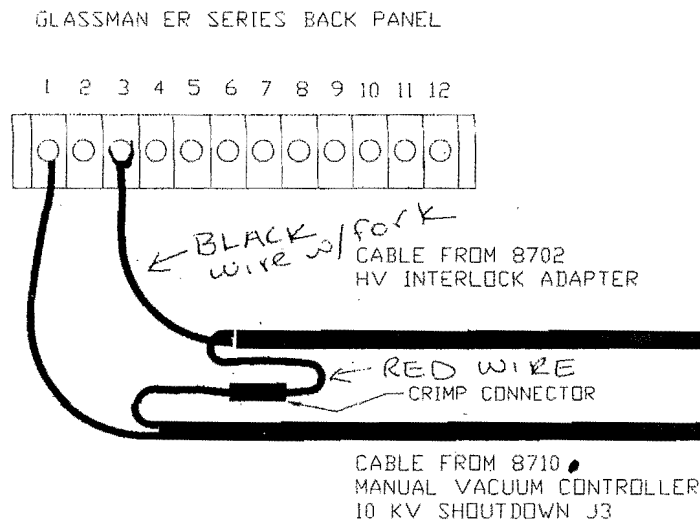 GLASSMAN ER SERIES BACK PANEL
1 2 3 4 5 6 7 8 9 10 11 12
BLACK
wire w/ fork
CABLE FROM 8702
HV INTERLOCK ADAPTER
RED WIRE
CRIMP CONNECTOR
CABLE FROM 8710
MANUAL VACUUM CONTROLLER
10 KV SHOUTDOWN J3